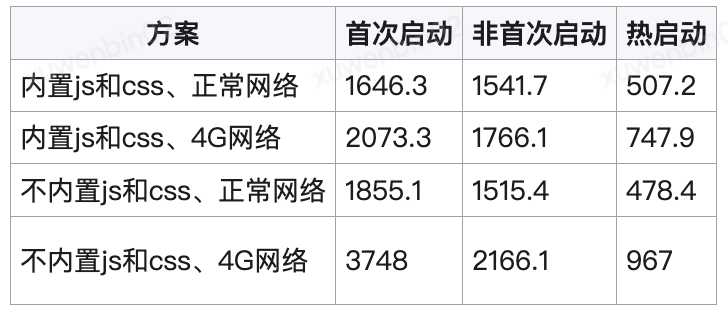 方案 首次启动 非首次启动 热启动
内置js和css、正常网络 1646.3 1541.7 507.2
内置js和css、4G网络 2073.3 1766.1 747.9
不内置js和css、正常网络 1855.1 1515.4 478.4
不内置js和css、4G网络 3748 2166.1 967